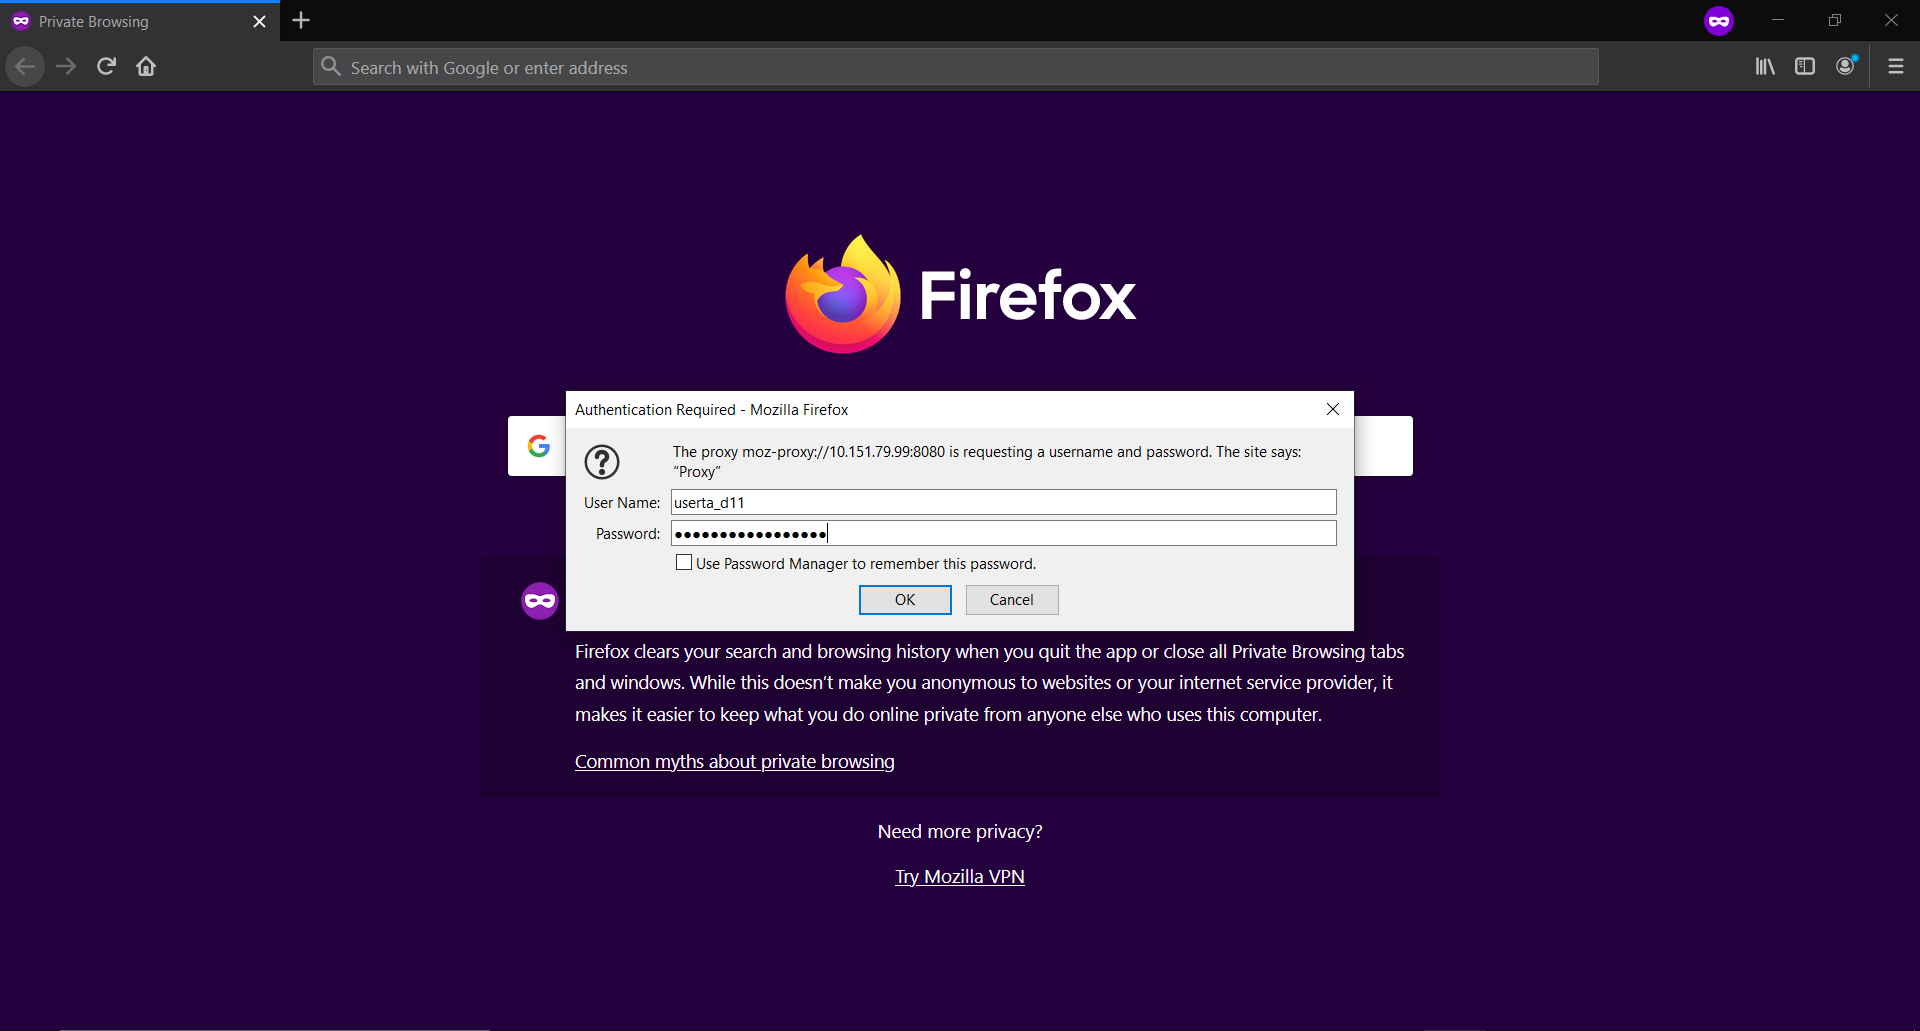 Private Browsing
Search with Google or enter address
Firefox
Authentication Required - Mozilla Firefox
The proxy moz-proxy://10.151.79.99:8080 is requesting a username and password. The site says:
“Proxy”
User Name: userta_d11
Password: •••••••••••••••••
Use Password Manager to remember this password.
OK Cancel
Firefox clears your search and browsing history when you quit the app or close all Private Browsing tabs
and windows. While this doesn’t make you anonymous to websites or your internet service provider, it
makes it easier to keep what you do online private from anyone else who uses this computer.
Common myths about private browsing
Need more privacy?
Try Mozilla VPN